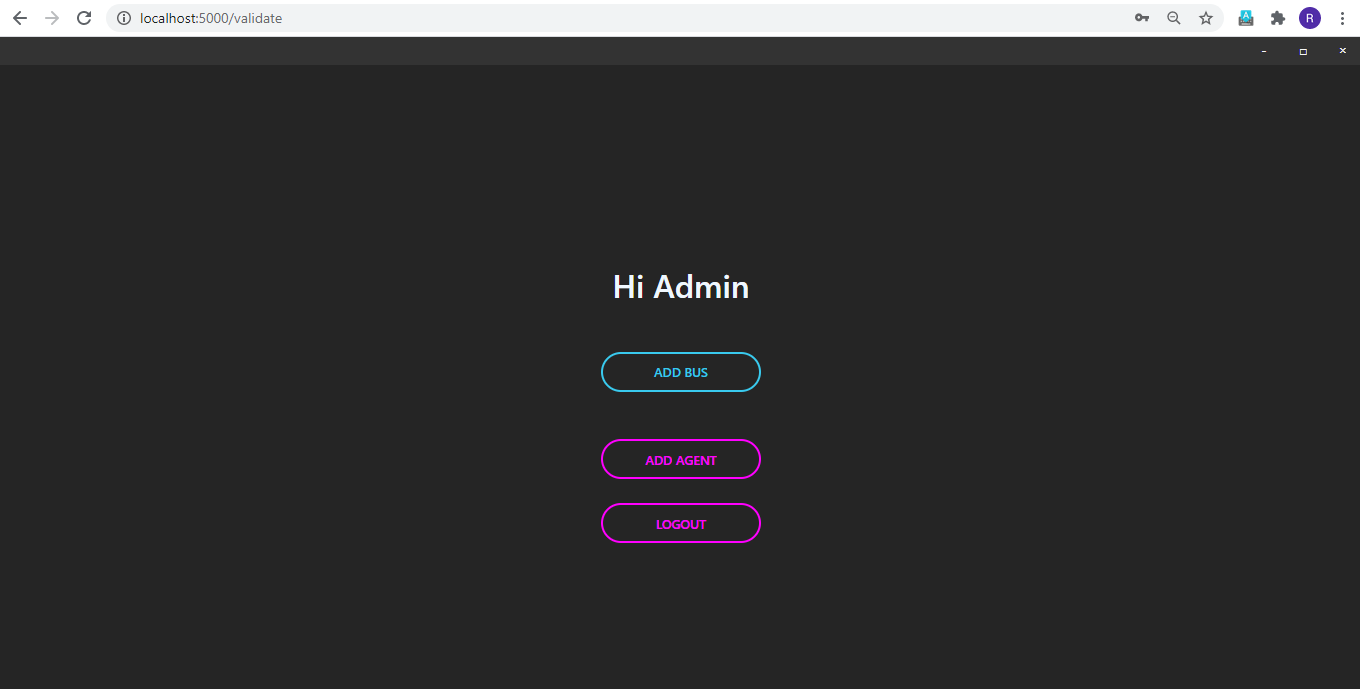 localhost:5000/validate
R
Hi Admin
ADD BUS
ADD AGENT
LOGOUT